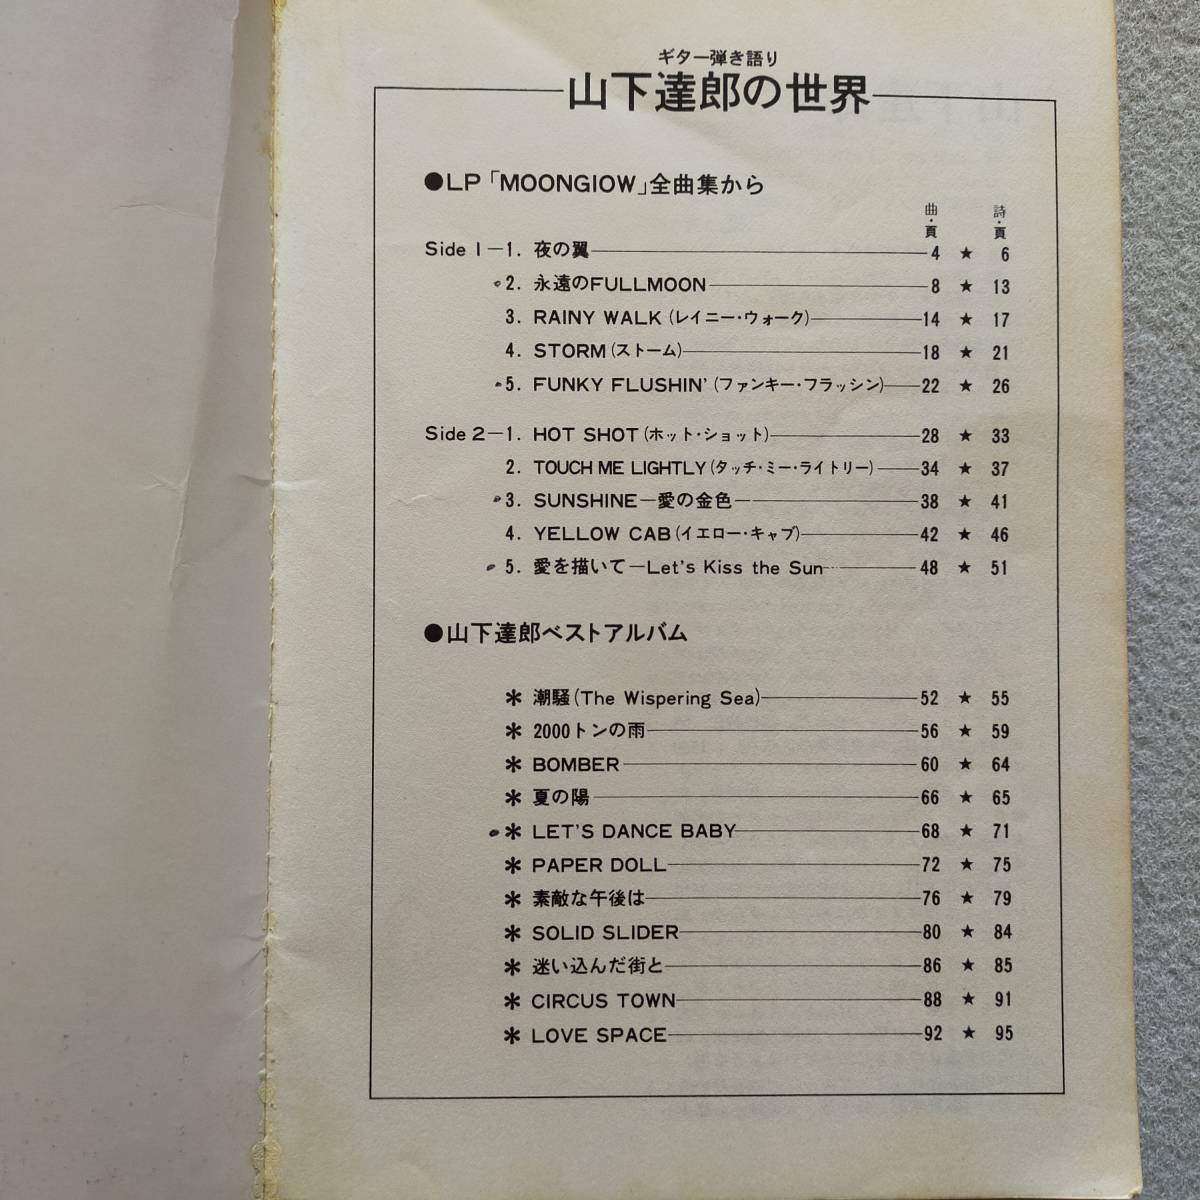 ギター弾き語り
山下達郎の世界
●LP「MOONGIOW」全曲集から
曲・頁 詩・頁
Side 1－1. 夜の翼 4 ★ 6
2. 永遠のFULLMOON 8 ★ 13
3. RAINY WALK (レイニー・ウォーク) 14 ★ 17
4. STORM (ストーム) 18 ★ 21
5. FUNKY FLUSHIN' (ファンキー・フラッシン) 22 ★ 26
Side 2－1. HOT SHOT (ホット・ショット) 28 ★ 33
2. TOUCH ME LIGHTLY (タッチ・ミー・ライトリー) 34 ★ 37
3. SUNSHINE－愛の金色－ 38 ★ 41
4. YELLOW CAB (イエロー・キャブ) 42 ★ 46
5. 愛を描いて－Let's Kiss the Sun 48 ★ 51
●山下達郎ベストアルバム
＊ 潮騒 (The Wispering Sea) 52 ★ 55
＊ 2000トンの雨 56 ★ 59
＊ BOMBER 60 ★ 64
＊ 夏の陽 66 ★ 65
＊ LET'S DANCE BABY 68 ★ 71
＊ PAPER DOLL 72 ★ 75
＊ 素敵な午後は 76 ★ 79
＊ SOLID SLIDER 80 ★ 84
＊ 迷い込んだ街と 86 ★ 85
＊ CIRCUS TOWN 88 ★ 91
＊ LOVE SPACE 92 ★ 95